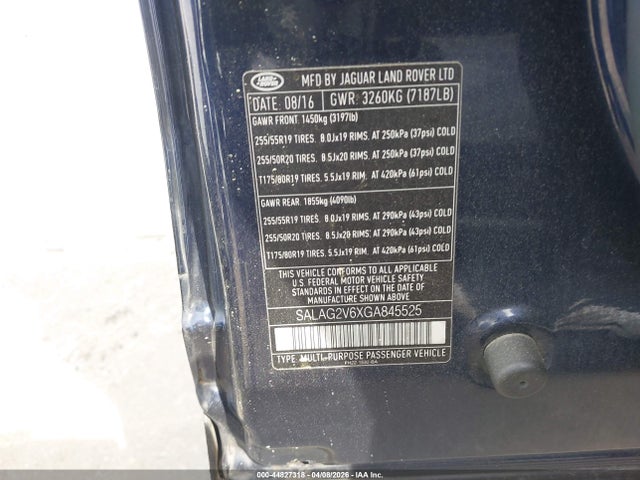 LAND ROVER
MFD BY JAGUAR LAND ROVER LTD
DATE: 08/16 GWR: 3260KG (7187LB)
GAWR FRONT. 1450kg (3197lb)
255/55R19 TIRES. 8.0Jx19 RIMS. AT 250kPa (37psi) COLD
255/50R20 TIRES. 8.5Jx20 RIMS. AT 250kPa (37psi) COLD
T175/80R19 TIRES. 5.5Jx19 RIM. AT 420kPa (61psi) COLD
GAWR REAR. 1855kg (4090lb)
255/55R19 TIRES. 8.0Jx19 RIMS. AT 290kPa (43psi) COLD
255/50R20 TIRES. 8.5Jx20 RIMS. AT 290kPa (43psi) COLD
T175/80R19 TIRES. 5.5Jx19 RIM. AT 420kPa (61psi) COLD
THIS VEHICLE CONFORMS TO ALL APPLICABLE
U.S. FEDERAL MOTOR VEHICLE SAFETY
STANDARDS IN EFFECT ON THE DATE OF
MANUFACTURE SHOWN ABOVE.
SALAG2V6XGA845525
TYPE: MULTI-PURPOSE PASSENGER VEHICLE
000-44827318 - 04/08/2026 - IAAI.COM